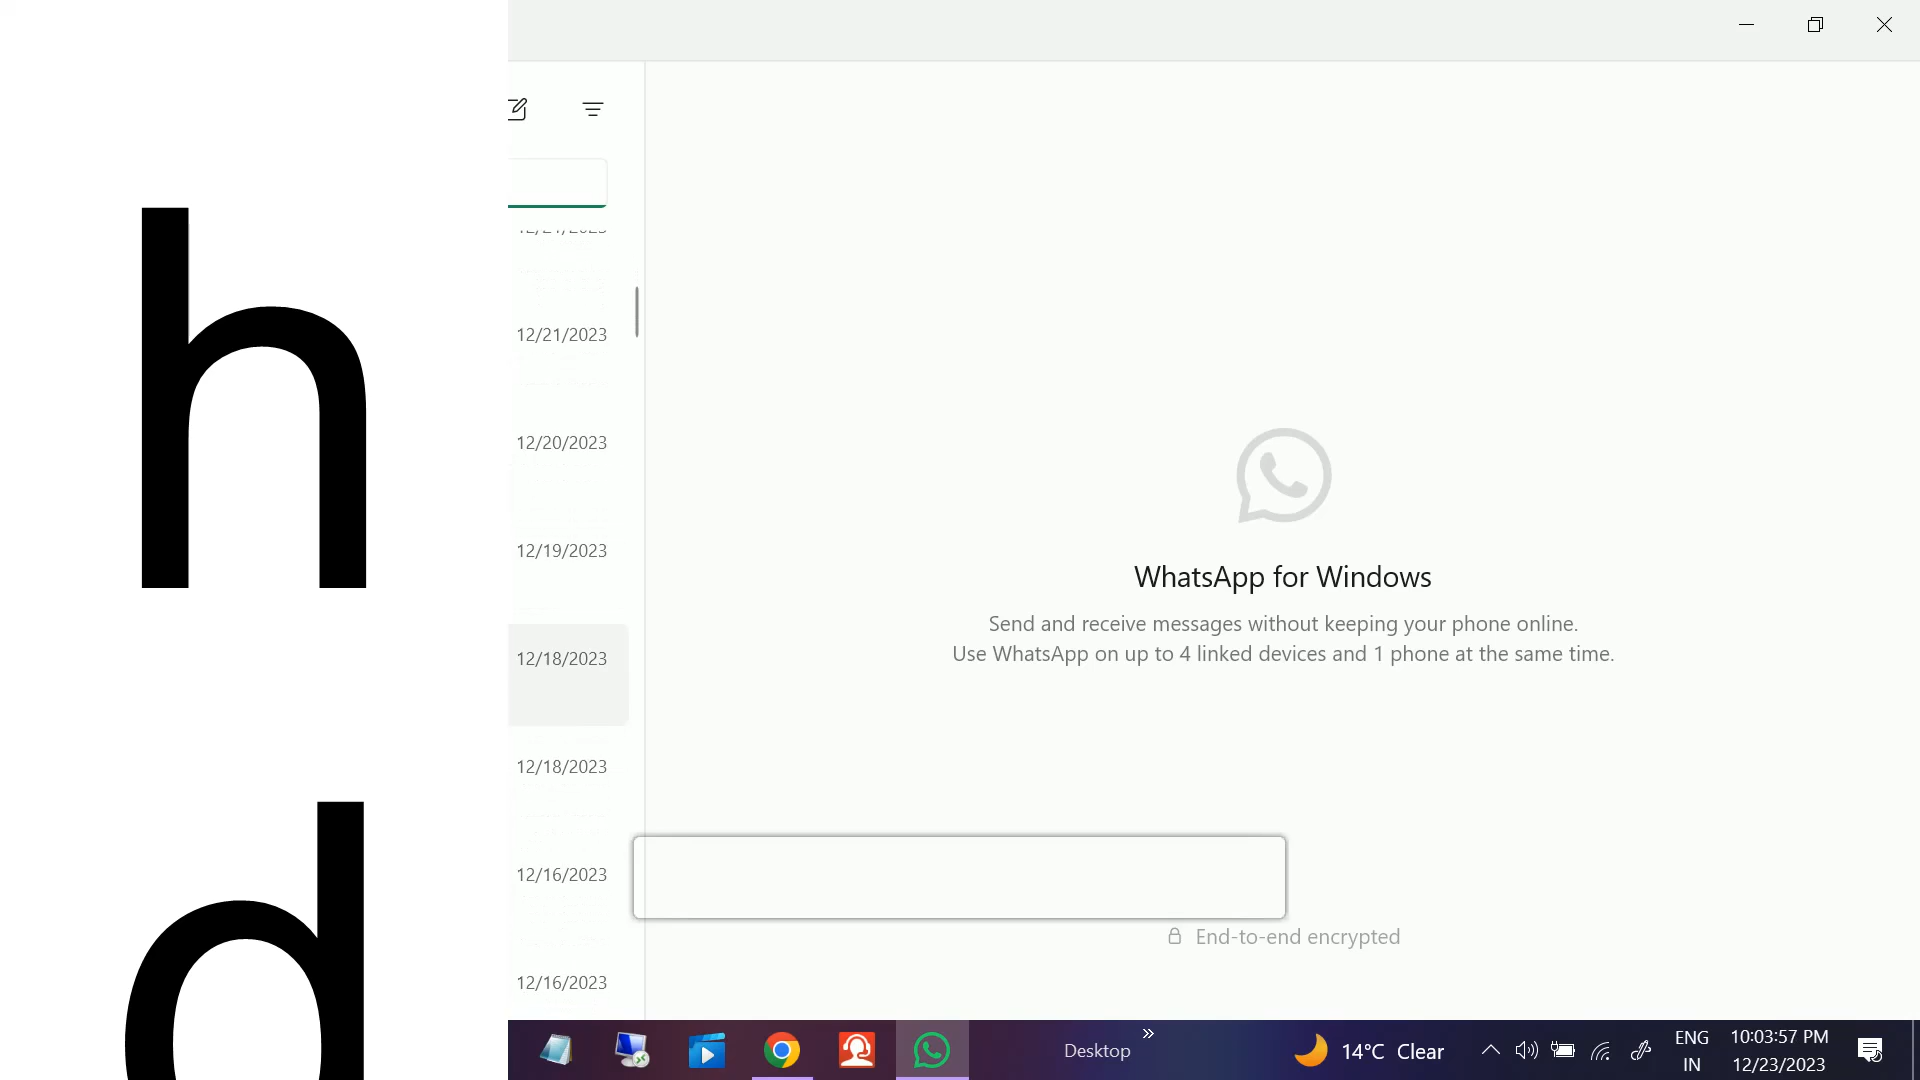 h
d
12/21/2023
12/20/2023
12/19/2023
12/18/2023
12/18/2023
12/16/2023
12/16/2023
WhatsApp for Windows
Send and receive messages without keeping your phone online.
Use WhatsApp on up to 4 linked devices and 1 phone at the same time.
End-to-end encrypted
Desktop
14°C Clear
ENG
IN
10:03:57 PM
12/23/2023